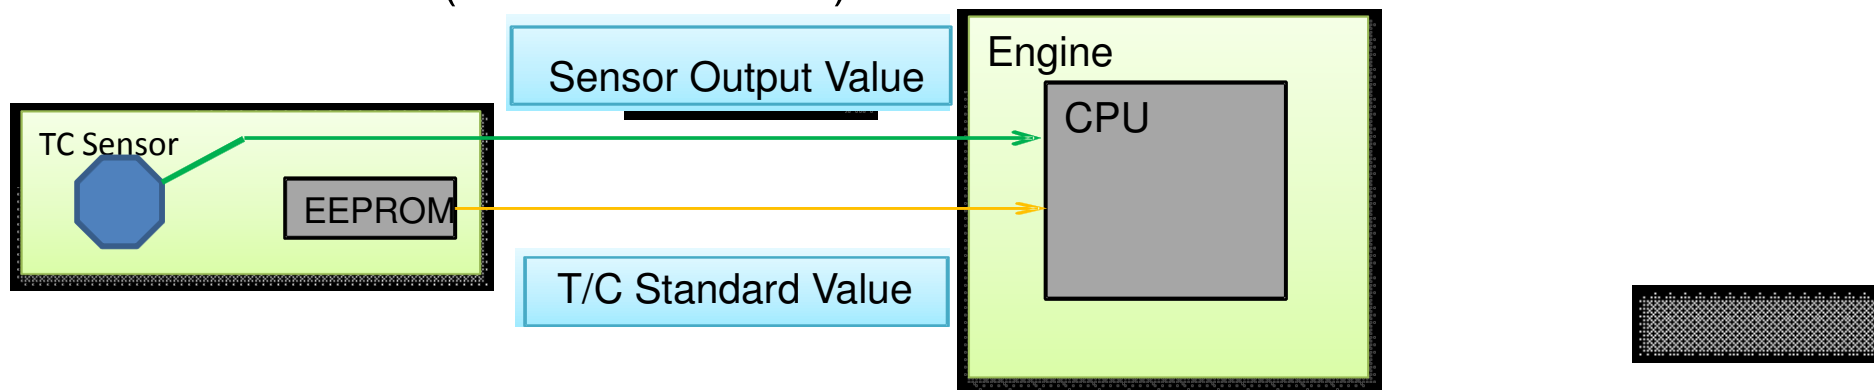 Sensor Output Value
Engine
CPU
TC Sensor
EEPROM
T/C Standard Value